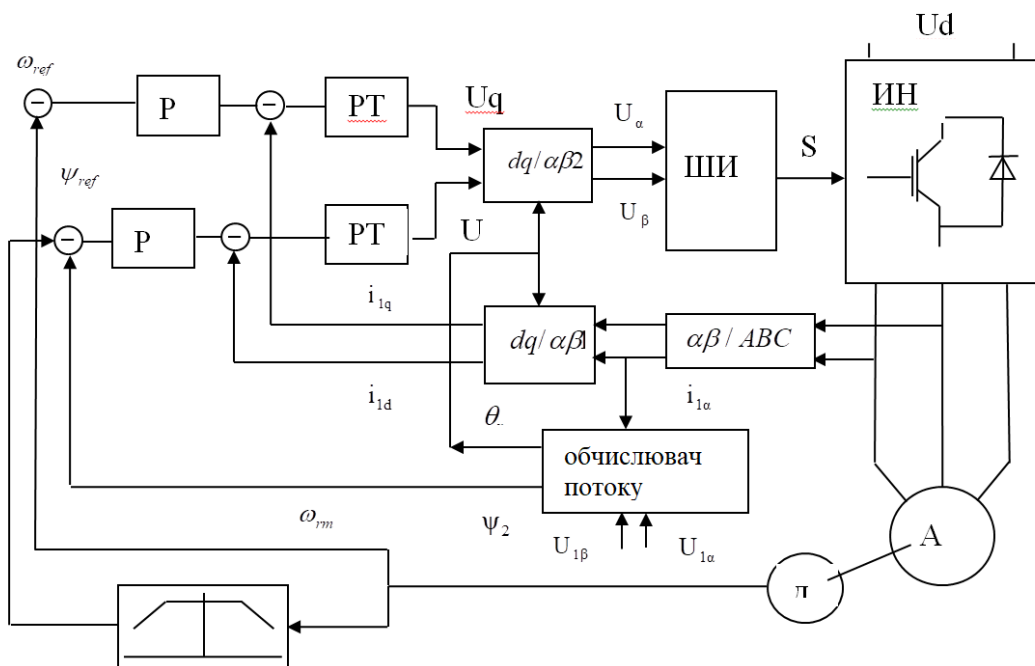 Ud
ω_ref
P
РТ
Uq
U_α
ШИ
S
ИН
dq/αβ2
ψ_ref
U_β
P
РТ
U
i_1q
dq/αβ1
αβ / ABC
i_1d
i_1α
θ
обчислювач
потоку
ω_rm
ψ_2
U_1β
U_1α
А